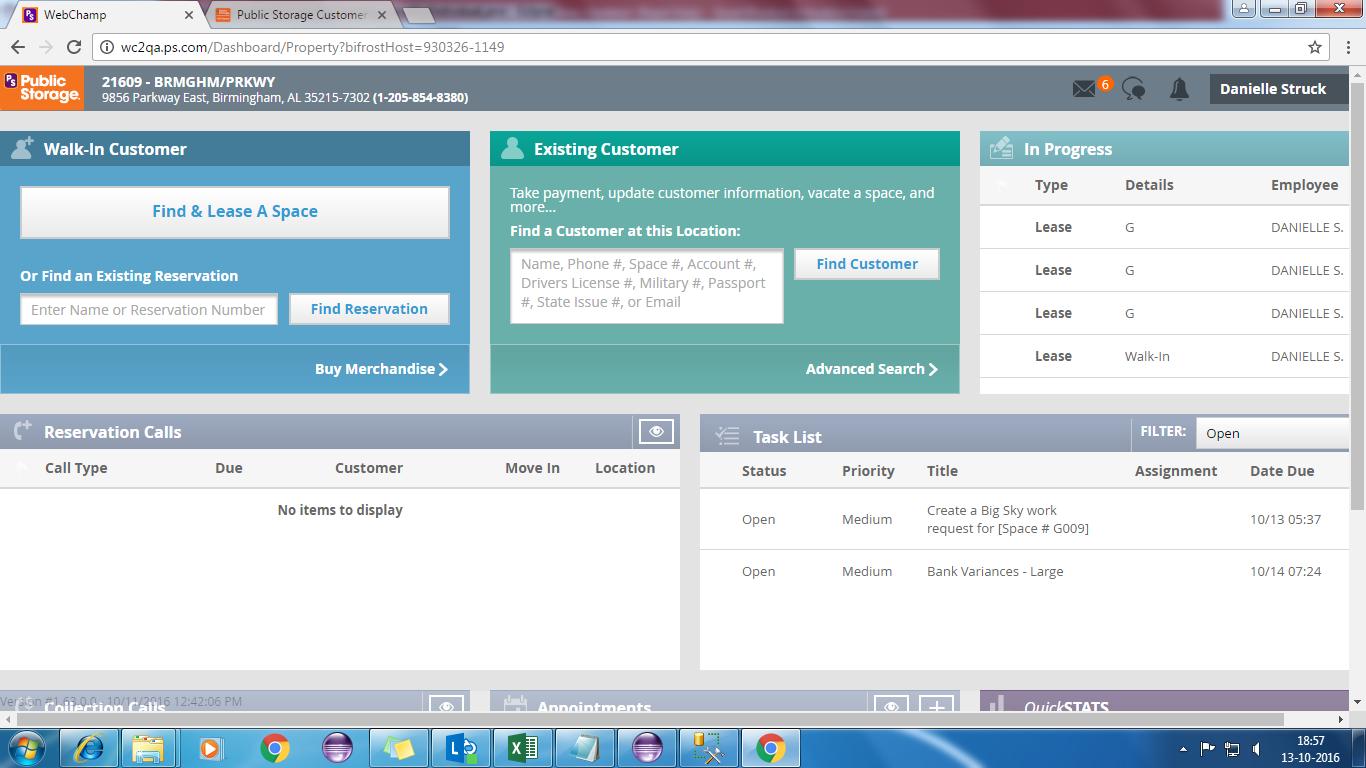 WebChamp
Public Storage Customer
wc2qa.ps.com/Dashboard/Property?bifrostHost=930326-1149
PS Public
Storage
21609 - BRMGHM/PRKWY
9856 Parkway East, Birmingham, AL 35215-7302 (1-205-854-8380)
6
Danielle Struck
Walk-In Customer
Find & Lease A Space
Or Find an Existing Reservation
Enter Name or Reservation Number
Find Reservation
Buy Merchandise
Existing Customer
Take payment, update customer information, vacate a space, and
more...
Find a Customer at this Location:
Name, Phone #, Space #, Account #,
Drivers License #, Military #, Passport
#, State Issue #, or Email
Find Customer
Advanced Search
In Progress
Type Details Employee
Lease G DANIELLE S.
Lease G DANIELLE S.
Lease G DANIELLE S.
Lease Walk-In DANIELLE S.
Reservation Calls
Call Type Due Customer Move In Location
No items to display
Task List
FILTER: Open
Status Priority Title Assignment Date Due
Open Medium Create a Big Sky work
request for [Space # G009] 10/13 05:37
Open Medium Bank Variances - Large 10/14 07:24
Version #1.63.0.0 - 10/11/2016 12:42:06 PM
Collection Calls
Appointments
QuickSTATS
18:57
13-10-2016